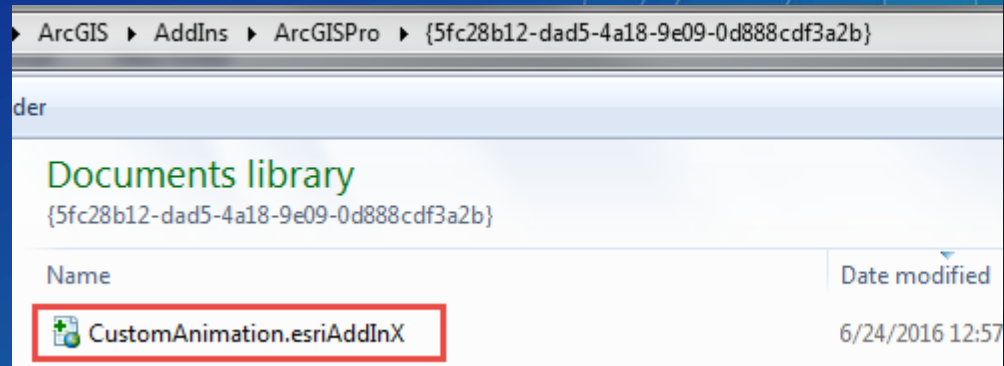 ArcGIS ▸ AddIns ▸ ArcGISPro ▸ {5fc28b12-dad5-4a18-9e09-0d888cdf3a2b}
der
Documents library
{5fc28b12-dad5-4a18-9e09-0d888cdf3a2b}
Name Date modified
CustomAnimation.esriAddInX 6/24/2016 12:57